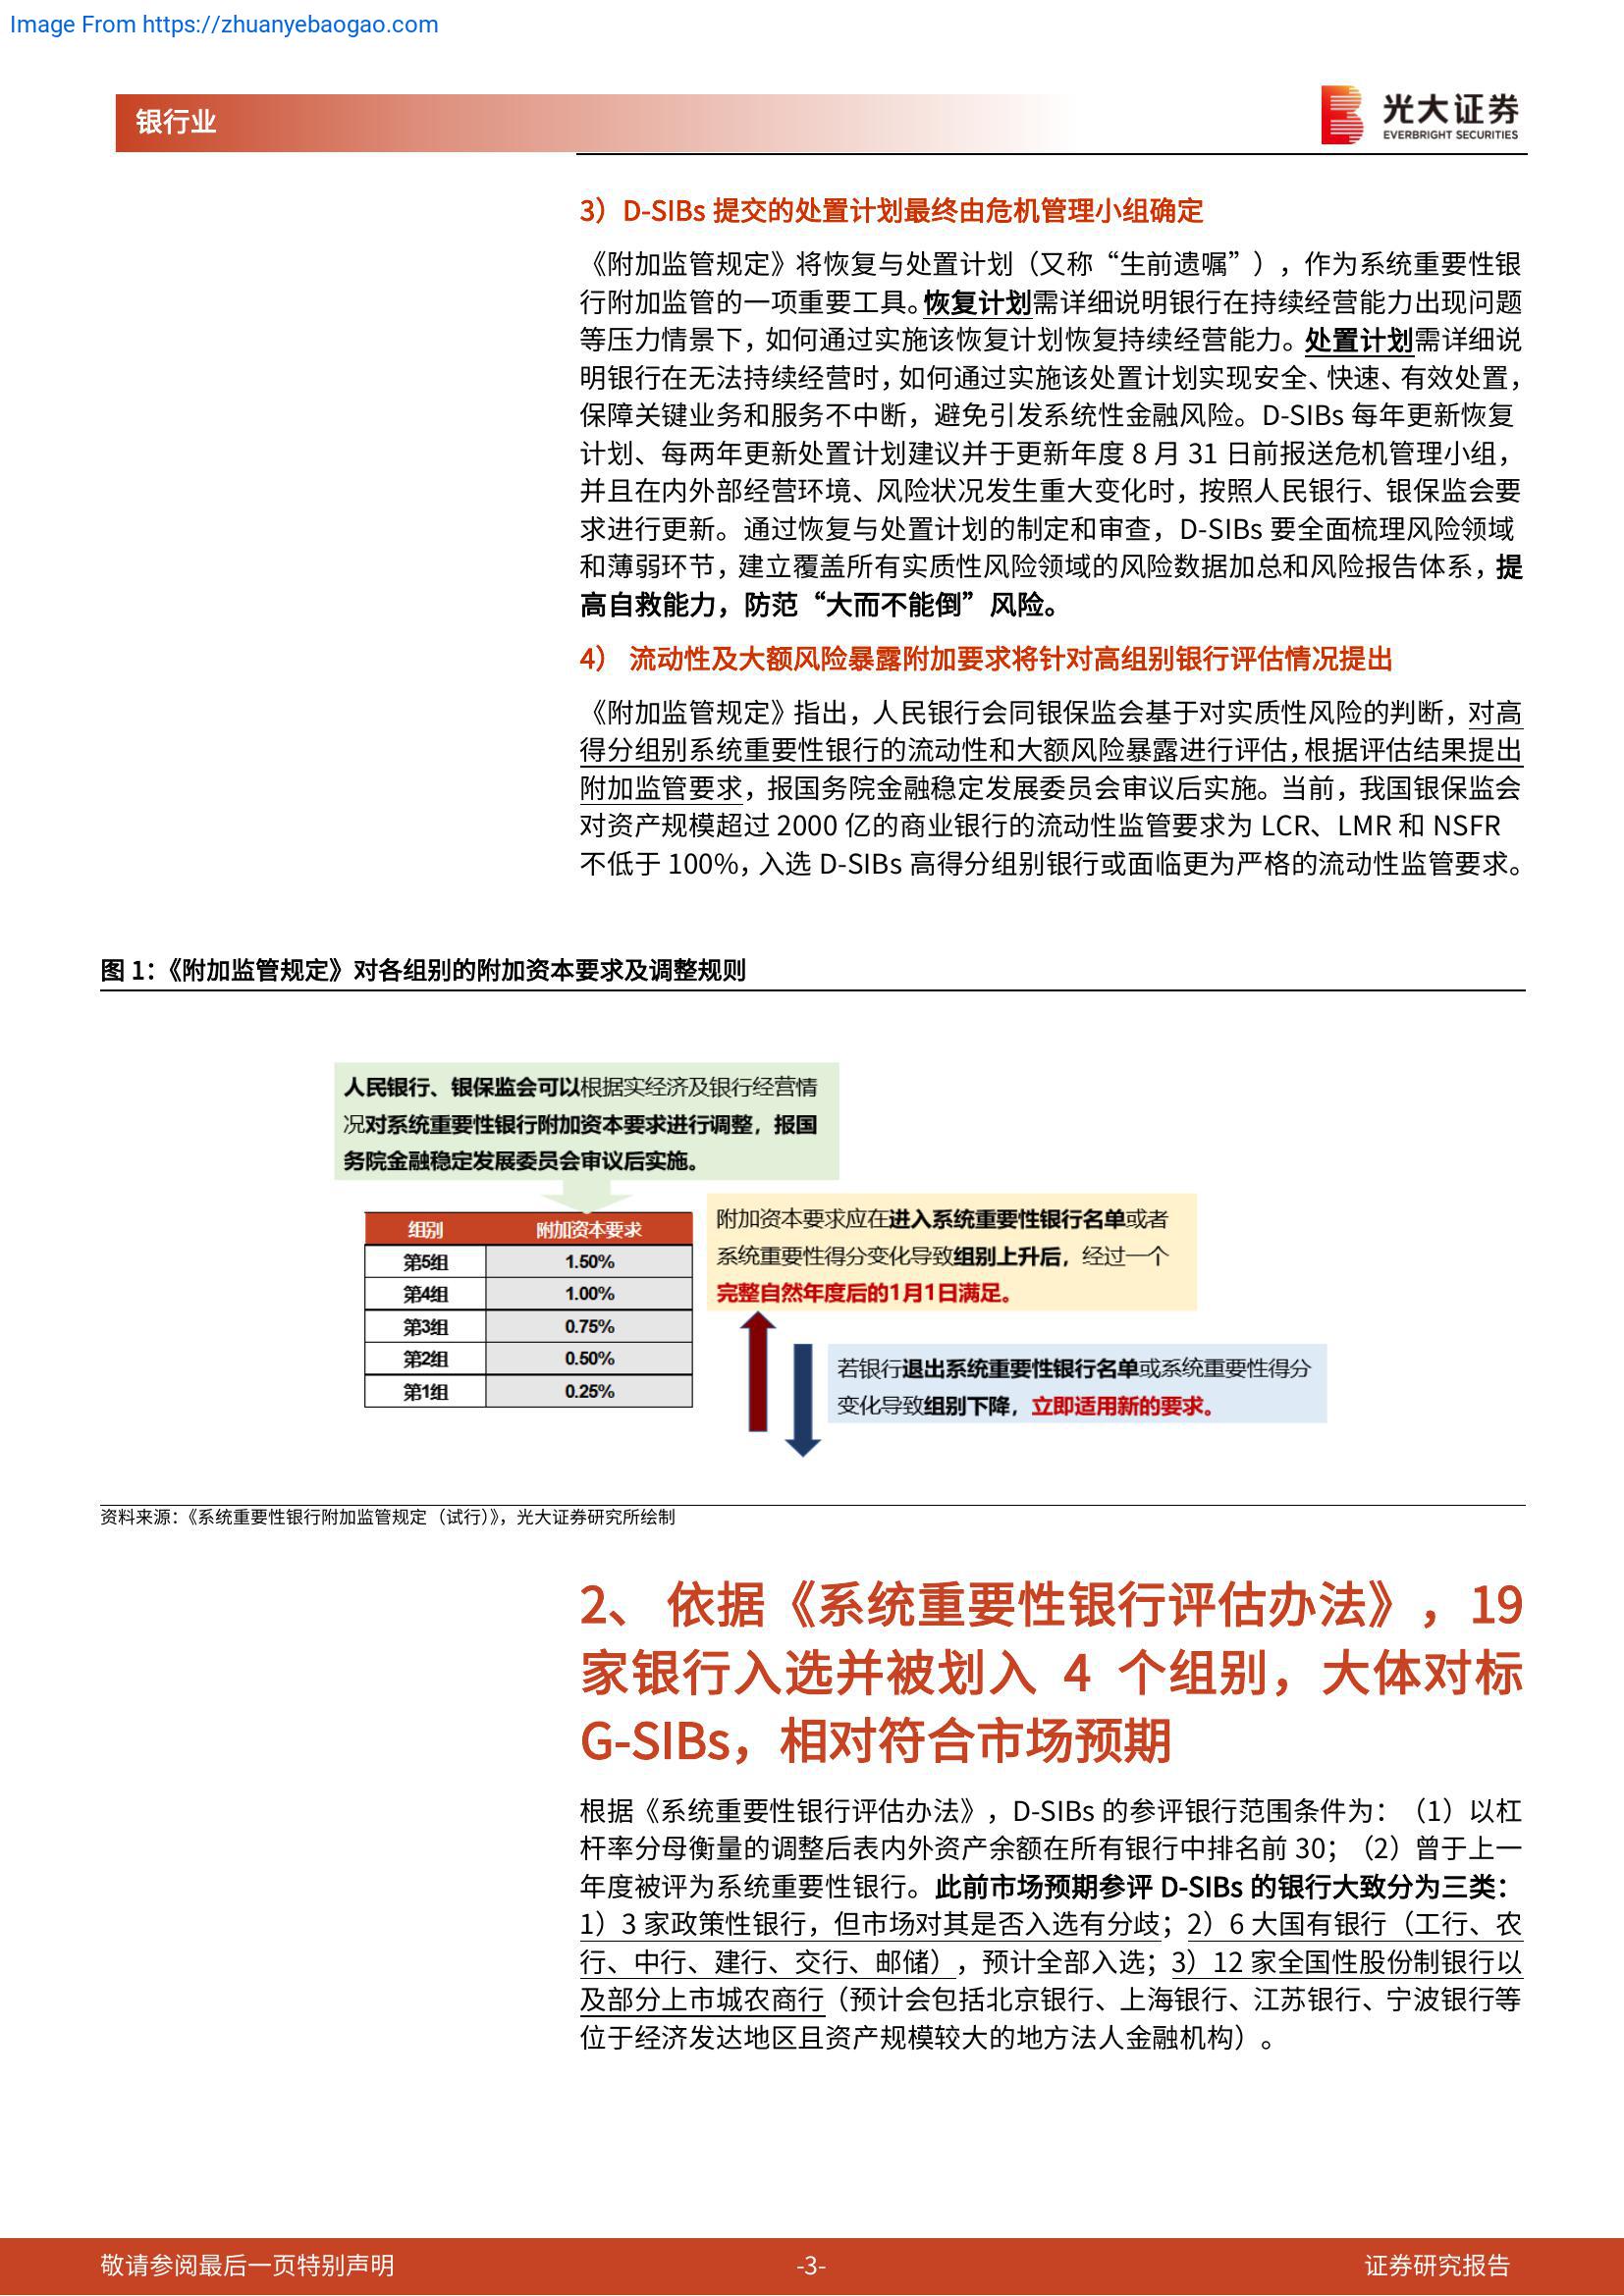 Image From https://zhuanyebaogao.com
银行业
光大证券
EVERBRIGHT SECURITIES
3）D-SIBs 提交的处置计划最终由危机管理小组确定
《附加监管规定》将恢复与处置计划（又称“生前遗嘱”），作为系统重要性银
行附加监管的一项重要工具。恢复计划需详细说明银行在持续经营能力出现问题
等压力情景下，如何通过实施该恢复计划恢复持续经营能力。处置计划需详细说
明银行在无法持续经营时，如何通过实施该处置计划实现安全、快速、有效处置，
保障关键业务和服务不中断，避免引发系统性金融风险。D-SIBs 每年更新恢复
计划、每两年更新处置计划建议并于更新年度 8 月 31 日前报送危机管理小组，
并且在内外部经营环境、风险状况发生重大变化时，按照人民银行、银保监会要
求进行更新。通过恢复与处置计划的制定和审查，D-SIBs 要全面梳理风险领域
和薄弱环节，建立覆盖所有实质性风险领域的风险数据加总和风险报告体系，提
高自救能力，防范“大而不能倒”风险。
4） 流动性及大额风险暴露附加要求将针对高组别银行评估情况提出
《附加监管规定》指出，人民银行会同银保监会基于对实质性风险的判断，对高
得分组别系统重要性银行的流动性和大额风险暴露进行评估，根据评估结果提出
附加监管要求，报国务院金融稳定发展委员会审议后实施。当前，我国银保监会
对资产规模超过 2000 亿的商业银行的流动性监管要求为 LCR、LMR 和 NSFR
不低于 100%，入选 D-SIBs 高得分组别银行或面临更为严格的流动性监管要求。
图 1：《附加监管规定》对各组别的附加资本要求及调整规则
人民银行、银保监会可以根据实经济及银行经营情
况对系统重要性银行附加资本要求进行调整，报国
务院金融稳定发展委员会审议后实施。
组别 附加资本要求
第5组 1.50%
第4组 1.00%
第3组 0.75%
第2组 0.50%
第1组 0.25%
附加资本要求应在进入系统重要性银行名单或者
系统重要性得分变化导致组别上升后，经过一个
完整自然年度后的1月1日满足。
若银行退出系统重要性银行名单或系统重要性得分
变化导致组别下降，立即适用新的要求。
资料来源：《系统重要性银行附加监管规定（试行）》，光大证券研究所绘制
2、 依据《系统重要性银行评估办法》，19
家银行入选并被划入 4 个组别，大体对标
G-SIBs，相对符合市场预期
根据《系统重要性银行评估办法》，D-SIBs 的参评银行范围条件为：（1）以杠
杆率分母衡量的调整后表内外资产余额在所有银行中排名前 30；（2）曾于上一
年度被评为系统重要性银行。此前市场预期参评 D-SIBs 的银行大致分为三类：
1）3 家政策性银行，但市场对其是否入选有分歧；2）6 大国有银行（工行、农
行、中行、建行、交行、邮储），预计全部入选；3）12 家全国性股份制银行以
及部分上市城农商行（预计会包括北京银行、上海银行、江苏银行、宁波银行等
位于经济发达地区且资产规模较大的地方法人金融机构）。
敬请参阅最后一页特别声明
-3-
证券研究报告